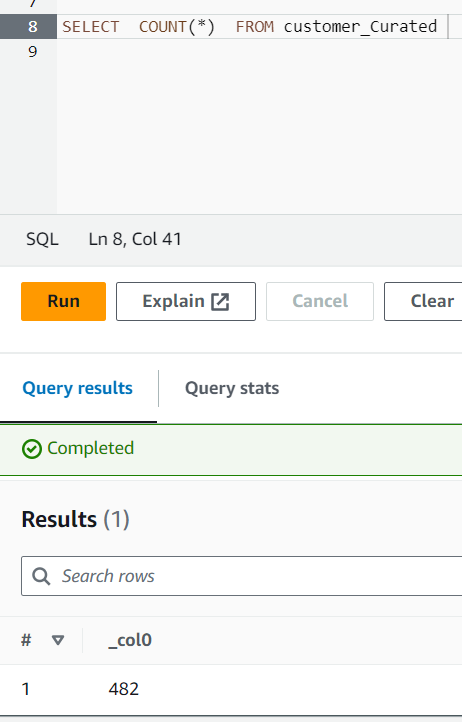 7
8 SELECT  COUNT(*)  FROM customer_Curated
9
SQL Ln 8, Col 41
Run Explain Cancel Clear
Query results Query stats
Completed
Results (1)
Search rows
# _col0
1 482